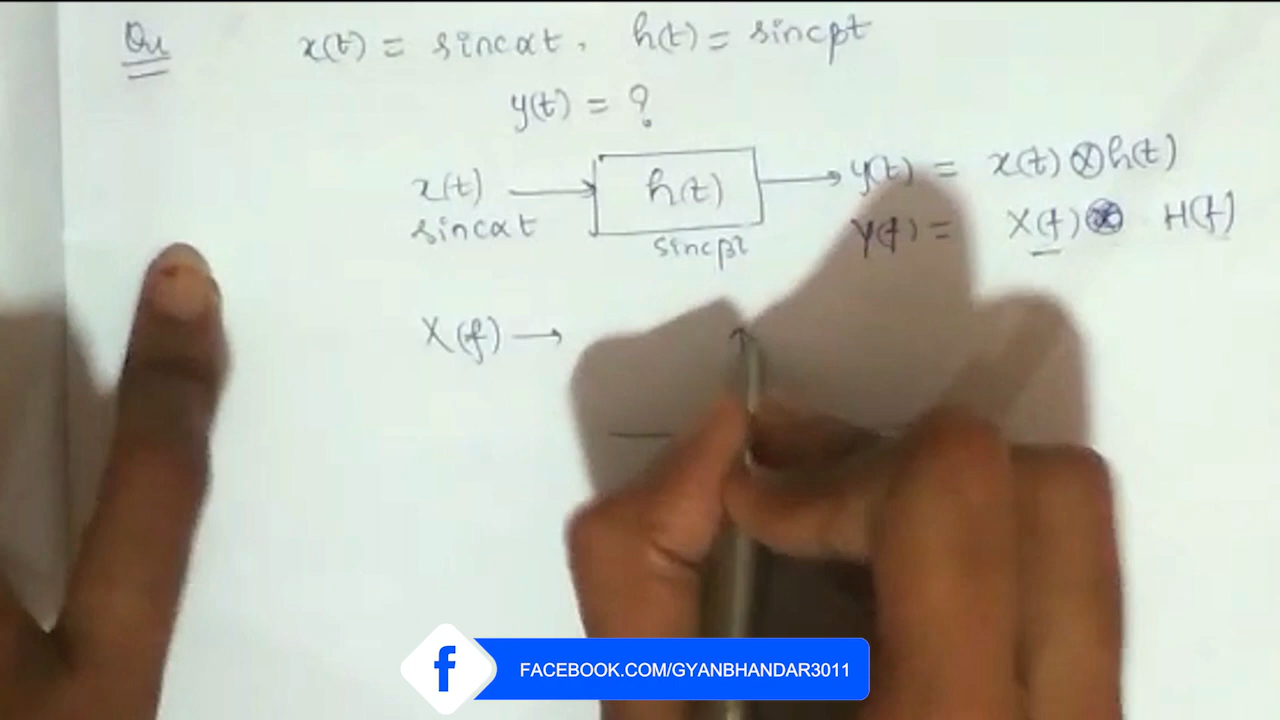 Qu x(t) = sincαt, h(t) = sincβt
y(t) = ?
x(t) → h(t) → y(t) = x(t) ⊗ h(t)
sincαt sincβt Y(f) = X(f) H(f)
X(f) →
f FACEBOOK.COM/GYANBHANDAR3011